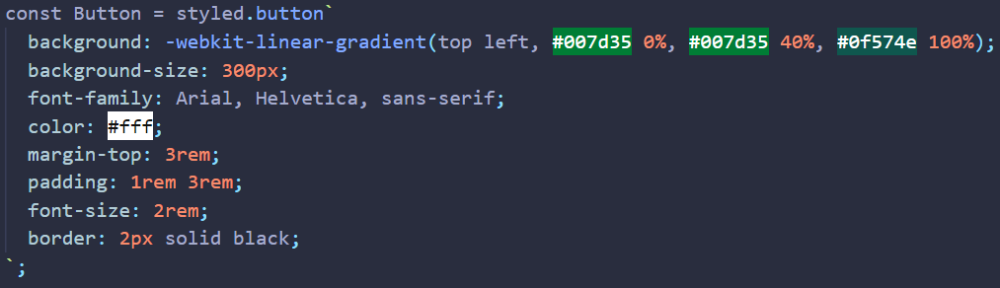 const Button = styled.button`
background: -webkit-linear-gradient(top left, #007d35 0%, #007d35 40%, #0f574e 100%);
background-size: 300px;
font-family: Arial, Helvetica, sans-serif;
color: #fff;
margin-top: 3rem;
padding: 1rem 3rem;
font-size: 2rem;
border: 2px solid black;
`;